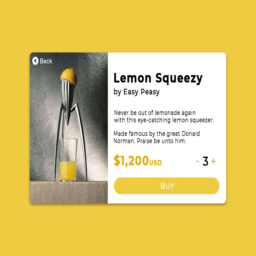 Back
Lemon Squeezy
by Easy Peasy
Never be out of lemonade again
with this eye-catching lemon squeezer.
Made famous by the great Donald
Norman. Praise be unto him.
$1,200USD
- 3 +
BUY